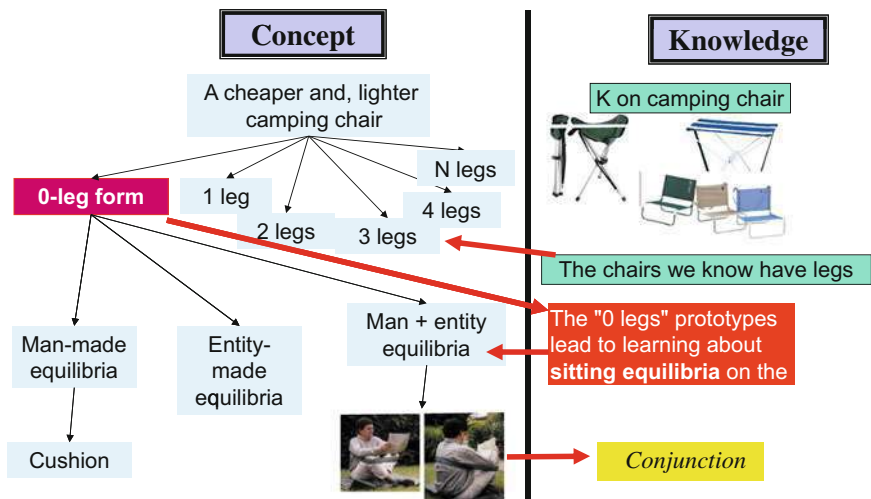 Concept
Knowledge
A cheaper and, lighter
camping chair
K on camping chair
0-leg form
1 leg
2 legs
3 legs
4 legs
N legs
The chairs we know have legs
Man-made
equilibria
Entity-
made
equilibria
Man + entity
equilibria
The "0 legs" prototypes
lead to learning about
sitting equilibria on the
Cushion
Conjunction